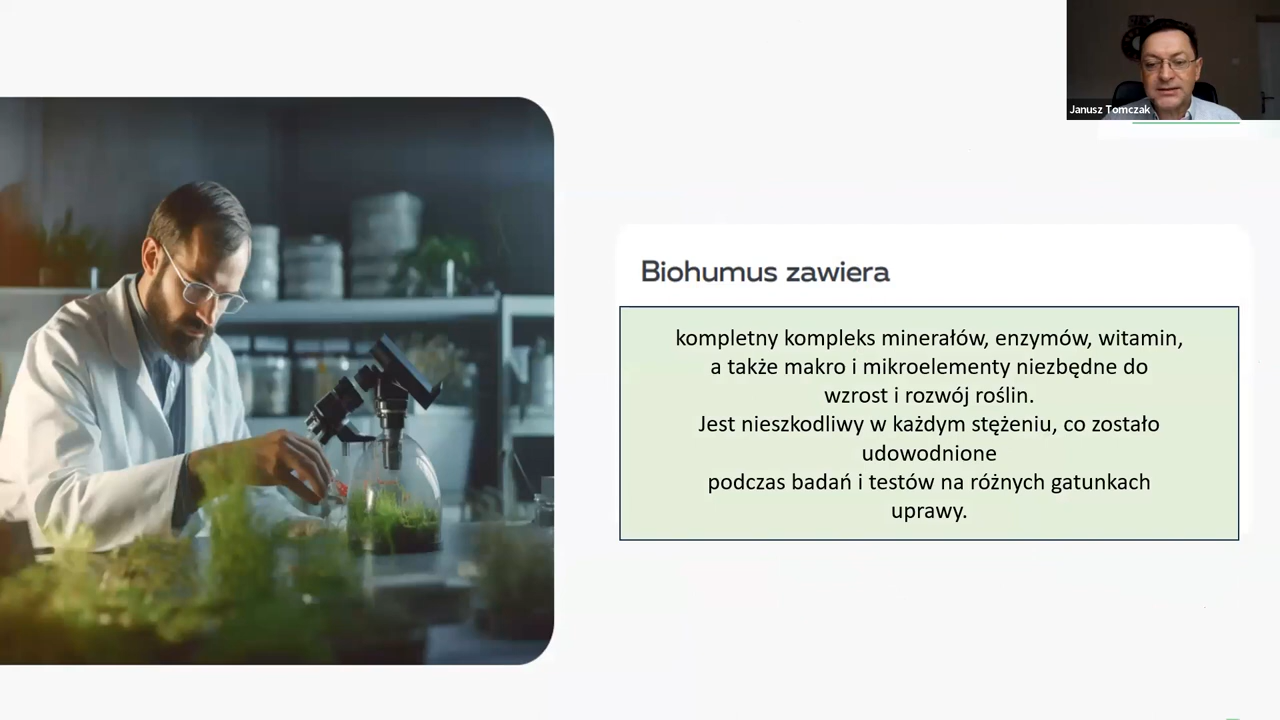 Janusz Tomczak
Biohumus zawiera
kompletny kompleks minerałów, enzymów, witamin,
a także makro i mikroelementy niezbędne do
wzrost i rozwój roślin.
Jest nieszkodliwy w każdym stężeniu, co zostało
udowodnione
podczas badań i testów na różnych gatunkach
uprawy.